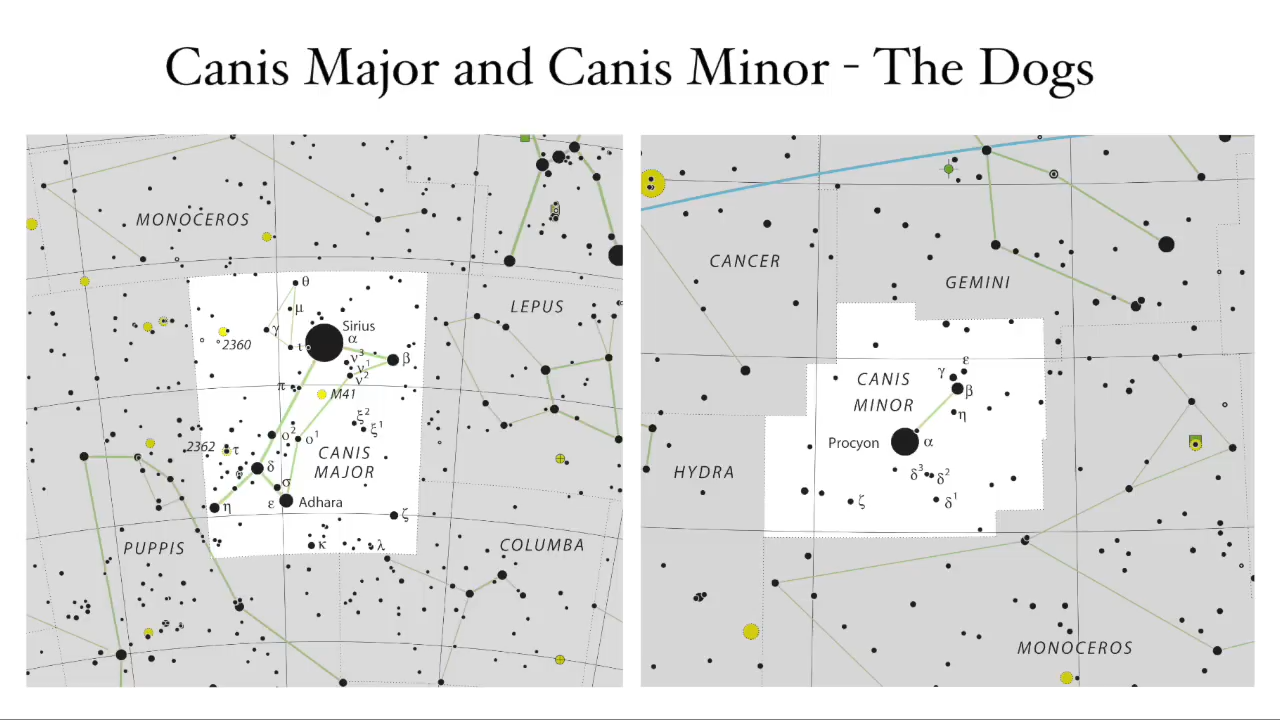 Canis Major and Canis Minor - The Dogs
MONOCEROS
θ
μ
γ
ι
Sirius
α
β
2360
ν3
ν1
ν2
π
M41
ξ2
ξ1
ο2
ο1
2362
τ
CANIS
MAJOR
δ
σ
η
ε
Adhara
ζ
κ
λ
LEPUS
PUPPIS
COLUMBA
CANCER
GEMINI
CANIS
MINOR
ε
γ
β
η
Procyon
α
δ3
δ2
δ1
ζ
HYDRA
MONOCEROS